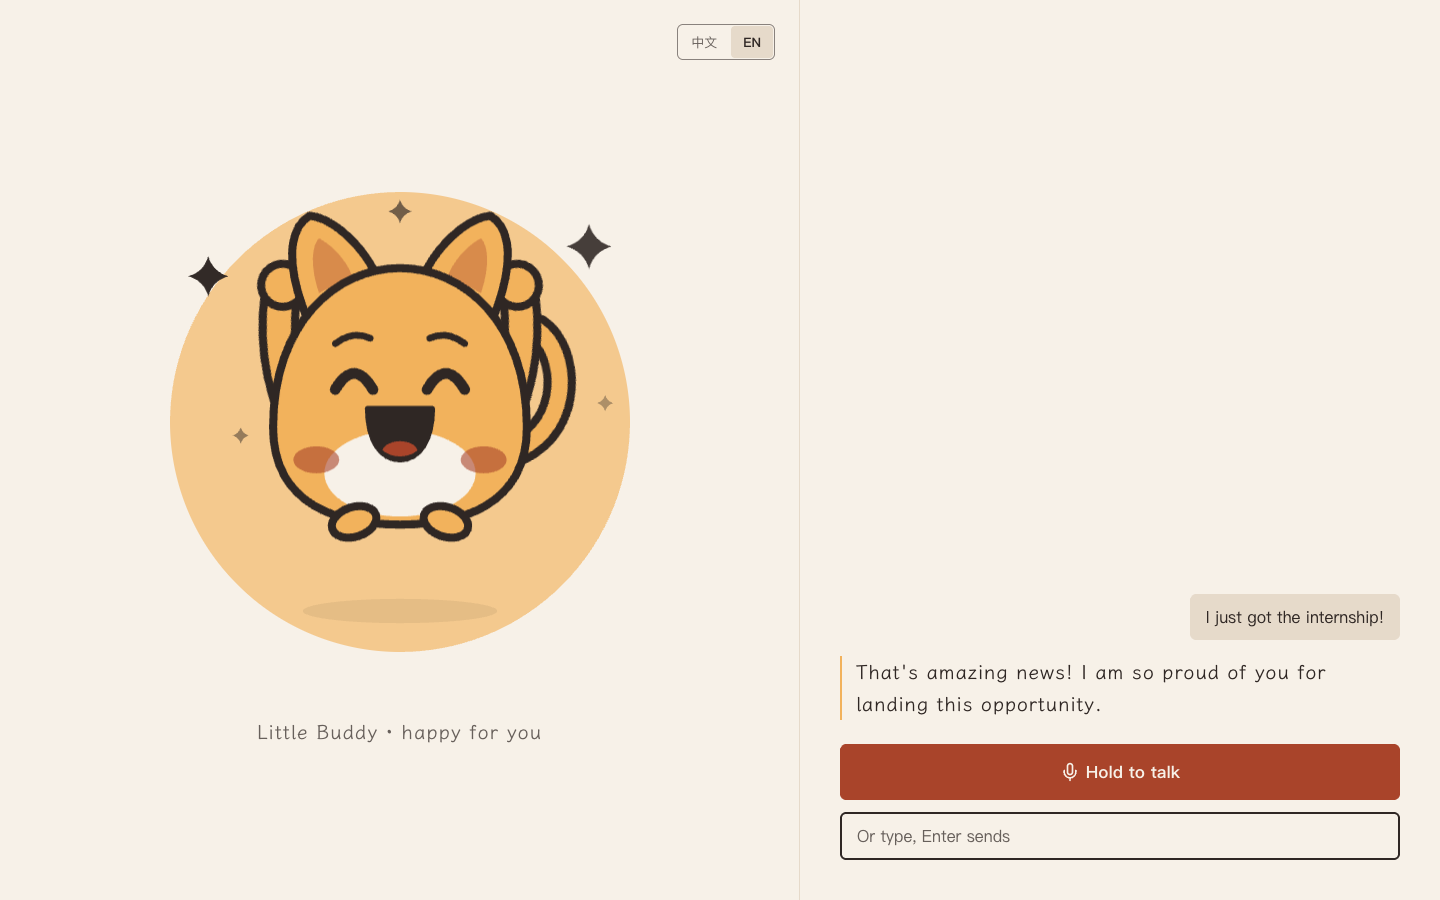 中文 EN
Little Buddy • happy for you
I just got the internship!
That's amazing news! I am so proud of you for
landing this opportunity.
Hold to talk
Or type, Enter sends